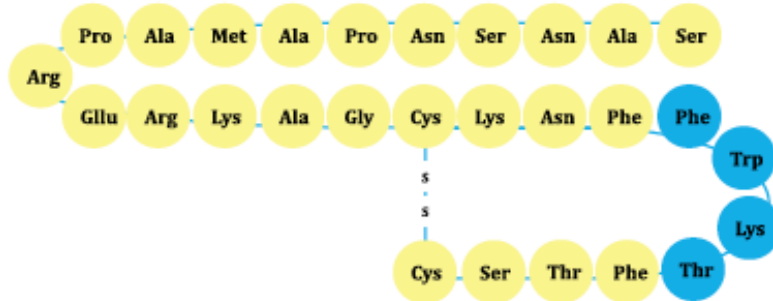 Pro Ala Met Ala Pro Asn Ser Asn Ala Ser
Arg
Gllu Arg Lys Ala Gly Cys Lys Asn Phe Phe
Trp
s
s
Lys
Cys Ser Thr Phe Thr